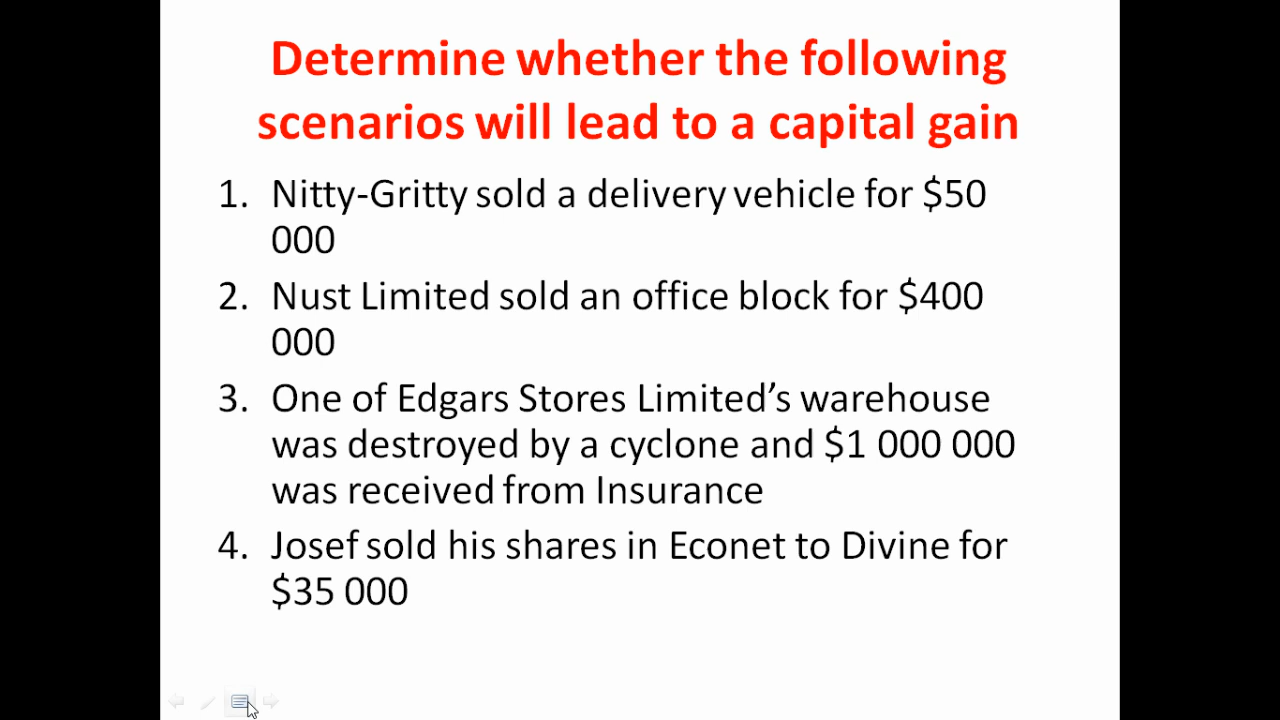 Determine whether the following
scenarios will lead to a capital gain
1. Nitty-Gritty sold a delivery vehicle for $50
000
2. Nust Limited sold an office block for $400
000
3. One of Edgars Stores Limited’s warehouse
was destroyed by a cyclone and $1 000 000
was received from Insurance
4. Josef sold his shares in Econet to Divine for
$35 000